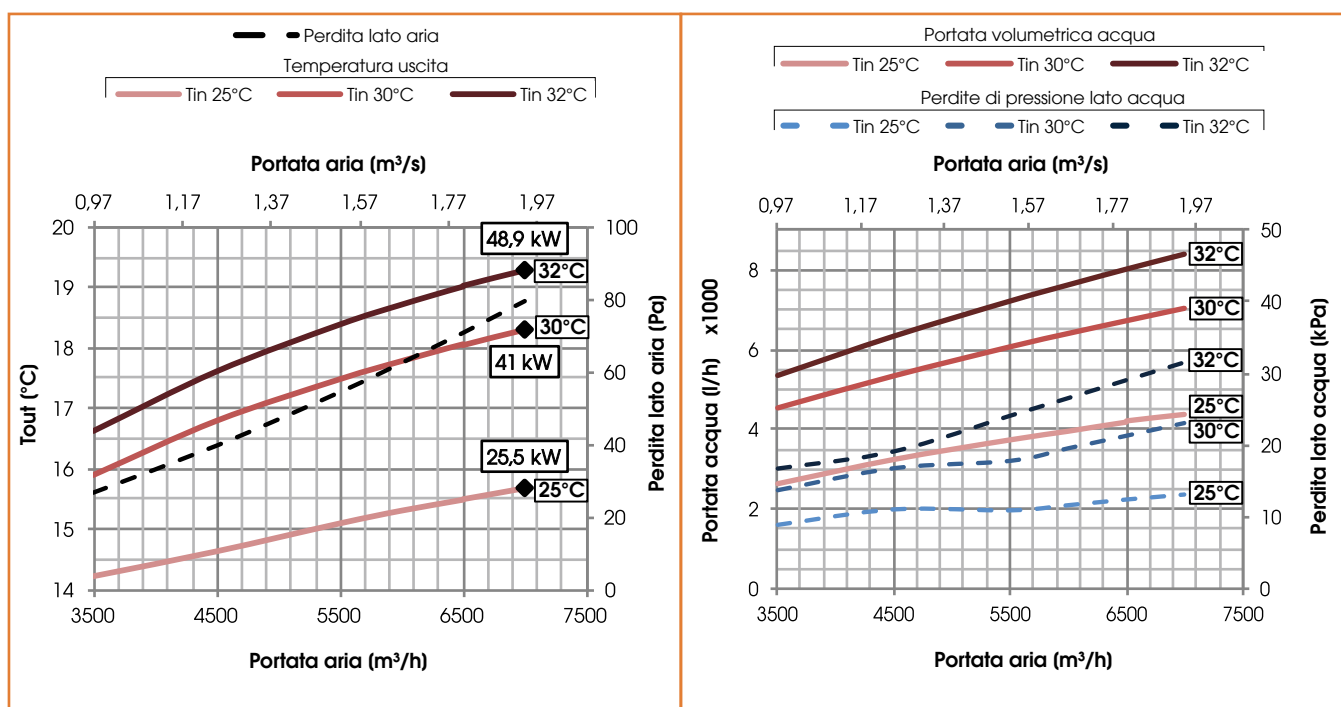 Perdita lato aria
Temperatura uscita
Tin 25°C Tin 30°C Tin 32°C
Portata aria (m³/s)
0,97 1,17 1,37 1,57 1,77 1,97
20 100
48,9 kW
32°C
19
80
30°C
18
41 kW
60
17
40
25,5 kW
16
25°C
20
15
14 0
3500 4500 5500 6500 7500
Tout (°C)
Perdita lato aria (Pa)
Portata aria (m³/h)
Portata volumetrica acqua
Tin 25°C Tin 30°C Tin 32°C
Perdite di pressione lato acqua
Tin 25°C Tin 30°C Tin 32°C
Portata aria (m³/s)
0,97 1,17 1,37 1,57 1,77 1,97
50
32°C
8
40
30°C
6
32°C
30
25°C
4
30°C
20
25°C
2
10
0 0
3500 4500 5500 6500 7500
Portata acqua (l/h) x1000
Perdita lato acqua (kPa)
Portata aria (m³/h)